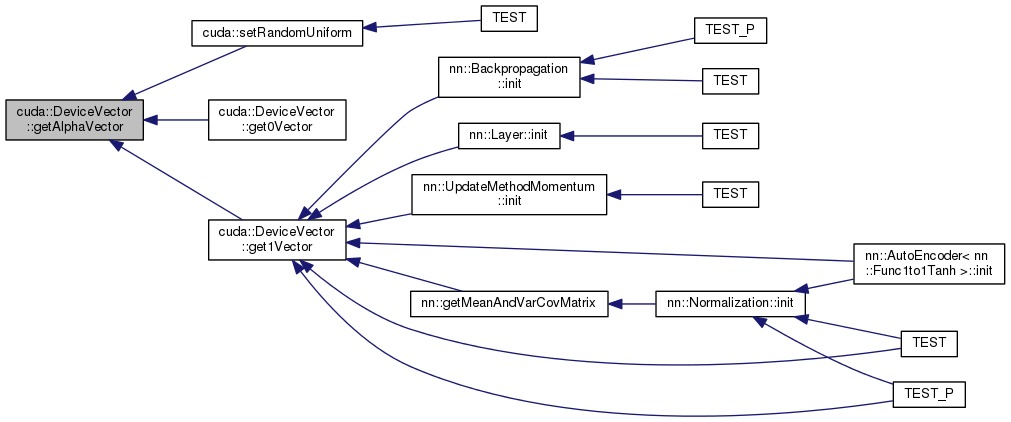 TEST
cuda::setRandomUniform
TEST_P
nn::Backpropagation
::init
TEST
cuda::DeviceVector
::getAlphaVector
cuda::DeviceVector
::get0Vector
nn::Layer::init
TEST
nn::UpdateMethodMomentum
::init
TEST
cuda::DeviceVector
::get1Vector
nn::AutoEncoder< nn
::Func1to1Tanh >::init
nn::getMeanAndVarCovMatrix
nn::Normalization::init
TEST
TEST_P